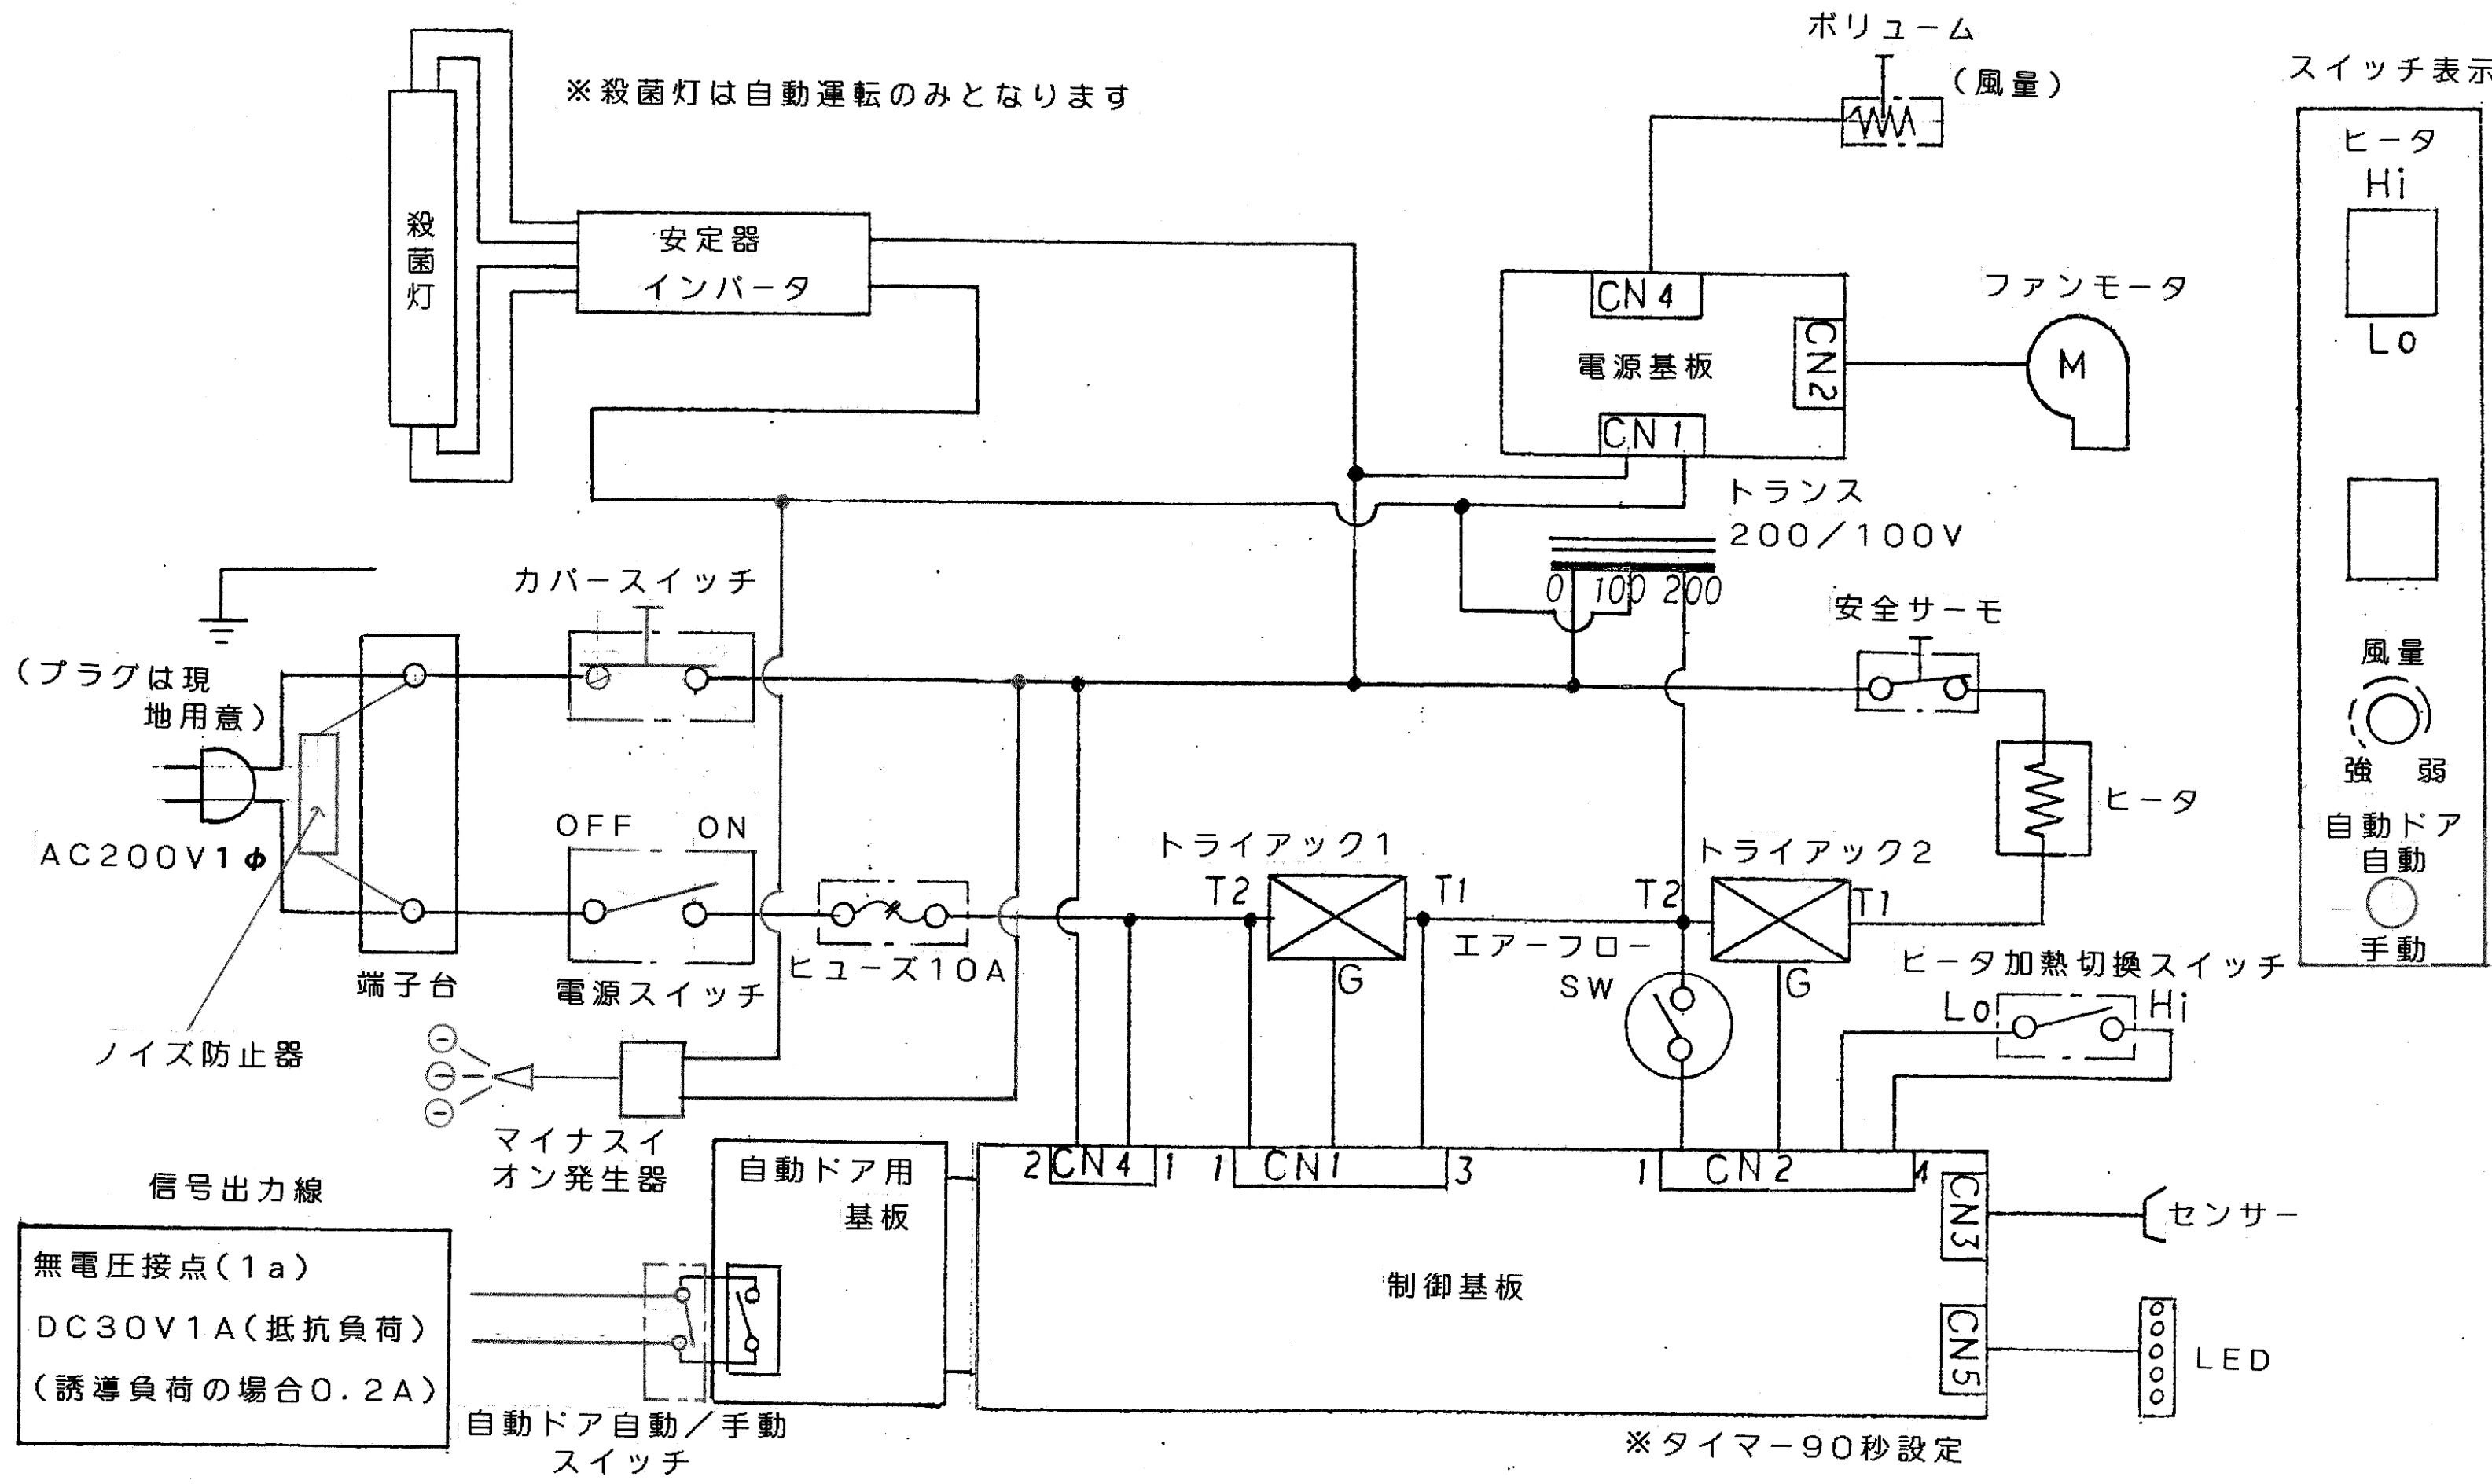 ボリューム
(風量)
※殺菌灯は自動運転のみとなります
殺菌灯
安定器
インバータ
CN4
電源基板
CN2
CN1
ファンモータ
M
トランス
200/100V
0 100 200
カバースイッチ
安全サーモ
(プラグは現
地用意)
AC200V1φ
OFF ON
トライアック1
T2 T1
G
トライアック2
T2 T1
G
ヒータ
エアーフロー
SW
ヒューズ10A
端子台
電源スイッチ
ノイズ防止器
ヒータ加熱切換スイッチ
Lo Hi
マイナスイ
オン発生器
信号出力線
無電圧接点(1a)
DC30V1A(抵抗負荷)
(誘導負荷の場合0.2A)
自動ドア用
基板
自動ドア自動/手動
スイッチ
2 CN4 1
1 CN1 3
1 CN2 4
制御基板
CN3
センサー
CN5
LED
※タイマー90秒設定
スイッチ表示
ヒータ
Hi
Lo
風量
強 弱
自動ドア
自動
手動